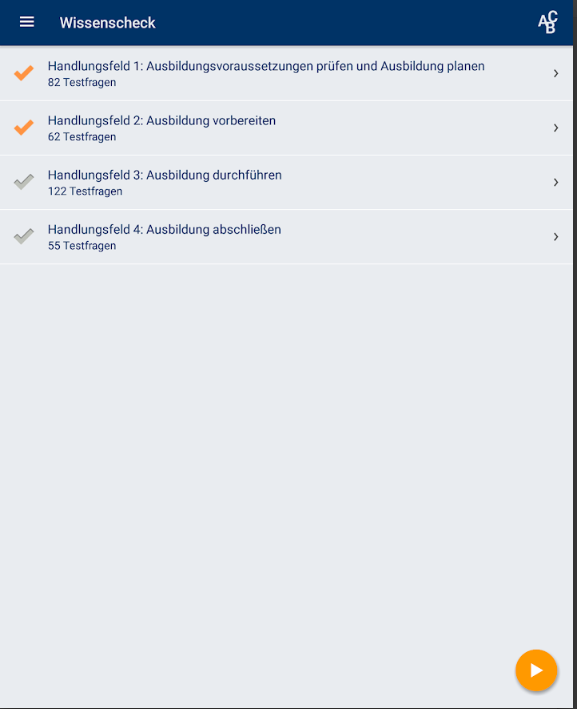 Wissenscheck
ACB
Handlungsfeld 1: Ausbildungsvoraussetzungen prüfen und Ausbildung planen
82 Testfragen
Handlungsfeld 2: Ausbildung vorbereiten
62 Testfragen
Handlungsfeld 3: Ausbildung durchführen
122 Testfragen
Handlungsfeld 4: Ausbildung abschließen
55 Testfragen